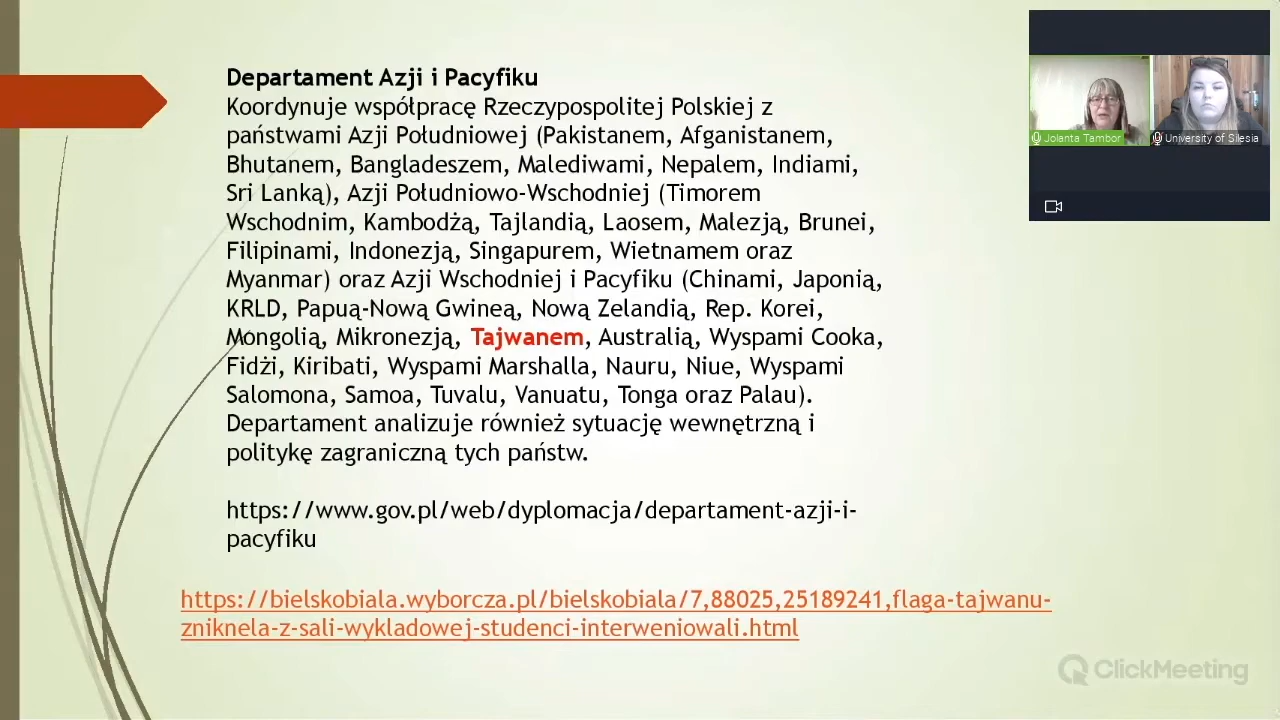 Departament Azji i Pacyfiku
Koordynuje współpracę Rzeczypospolitej Polskiej z
państwami Azji Południowej (Pakistanem, Afganistanem,
Bhutanem, Bangladeszem, Malediwami, Nepalem, Indiami,
Sri Lanką), Azji Południowo-Wschodniej (Timorem
Wschodnim, Kambodżą, Tajlandią, Laosem, Malezją, Brunei,
Filipinami, Indonezją, Singapurem, Wietnamem oraz
Myanmar) oraz Azji Wschodniej i Pacyfiku (Chinami, Japonią,
KRLD, Papuą-Nową Gwineą, Nową Zelandią, Rep. Korei,
Mongolią, Mikronezją, Tajwanem, Australią, Wyspami Cooka,
Fidżi, Kiribati, Wyspami Marshalla, Nauru, Niue, Wyspami
Salomona, Samoa, Tuvalu, Vanuatu, Tonga oraz Palau).
Departament analizuje również sytuację wewnętrzną i
politykę zagraniczną tych państw.
https://www.gov.pl/web/dyplomacja/departament-azji-i-
pacyfiku
https://bielskobiala.wyborcza.pl/bielskobiala/7,88025,25189241,flaga-tajwanu-
zniknela-z-sali-wykladowej-studenci-interweniowali.html
Jolanta Tambor
University of Silesia
ClickMeeting